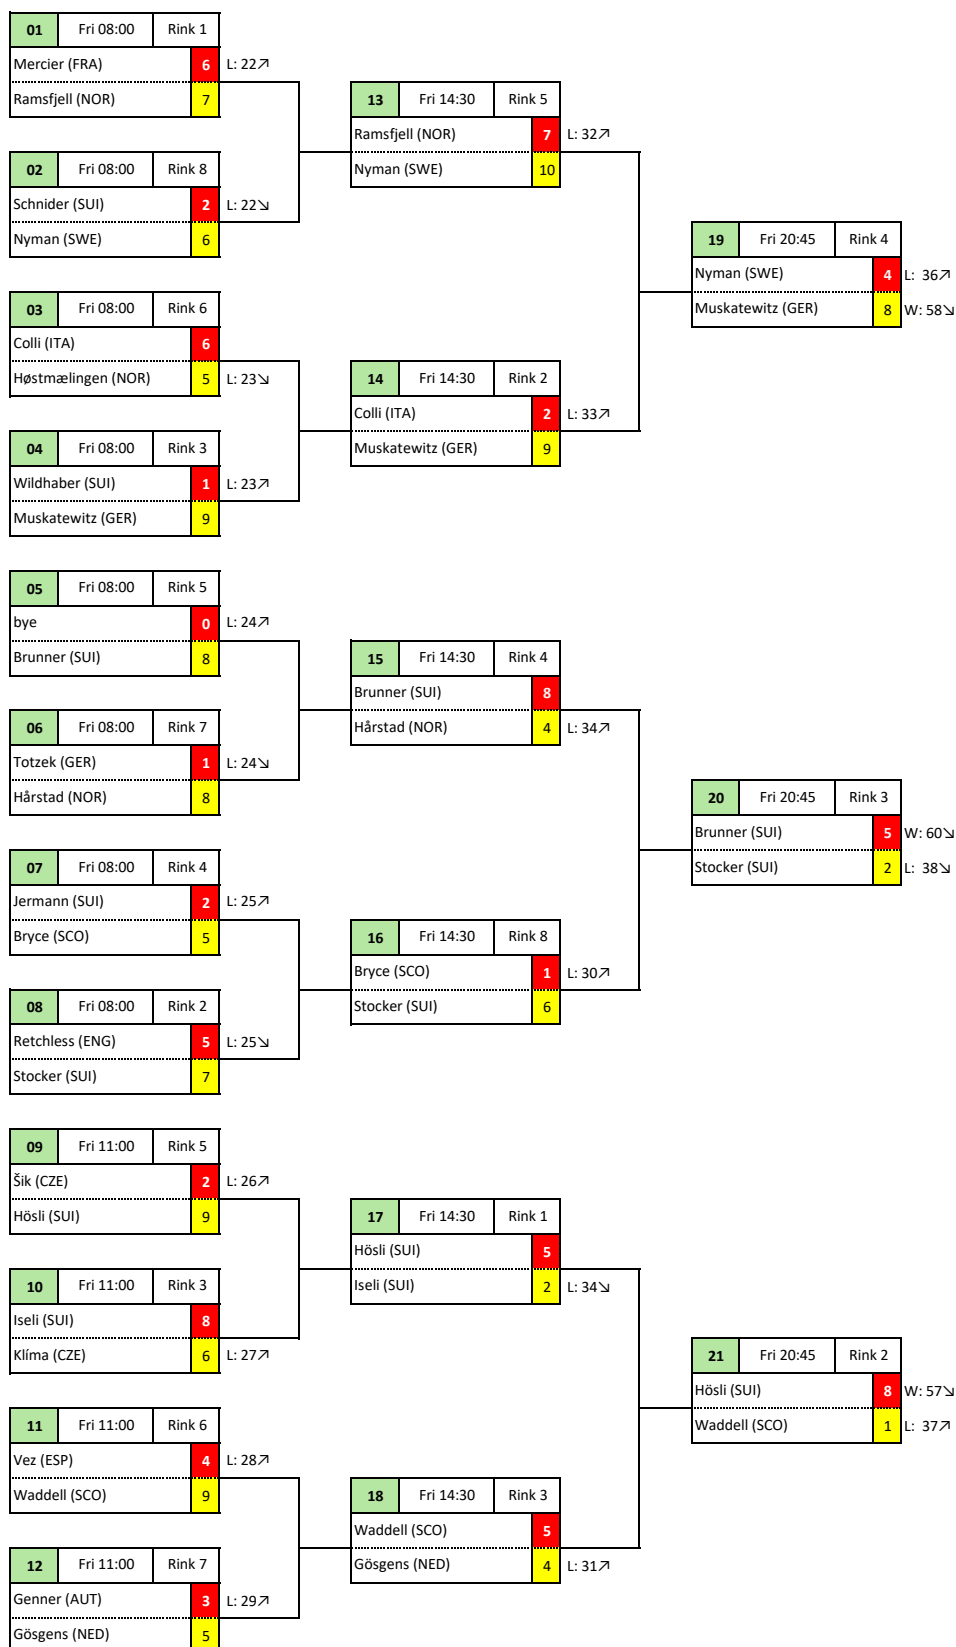 01 Fri 08:00 Rink 1
Mercier (FRA) 6 L: 22↗
Ramsfjell (NOR) 7
13 Fri 14:30 Rink 5
Ramsfjell (NOR) 7 L: 32↗
Nyman (SWE) 10
02 Fri 08:00 Rink 8
Schnider (SUI) 2 L: 22↘
Nyman (SWE) 6
19 Fri 20:45 Rink 4
Nyman (SWE) 4 L: 36↗
Muskatewitz (GER) 8 W: 58↘
03 Fri 08:00 Rink 6
Colli (ITA) 6
Høstmælingen (NOR) 5 L: 23↘
14 Fri 14:30 Rink 2
Colli (ITA) 2 L: 33↗
Muskatewitz (GER) 9
04 Fri 08:00 Rink 3
Wildhaber (SUI) 1 L: 23↗
Muskatewitz (GER) 9
05 Fri 08:00 Rink 5
bye 0 L: 24↗
Brunner (SUI) 8
15 Fri 14:30 Rink 4
Brunner (SUI) 8
Hårstad (NOR) 4 L: 34↗
06 Fri 08:00 Rink 7
Totzek (GER) 1 L: 24↘
Hårstad (NOR) 8
20 Fri 20:45 Rink 3
Brunner (SUI) 5 W: 60↘
Stocker (SUI) 2 L: 38↘
07 Fri 08:00 Rink 4
Jermann (SUI) 2 L: 25↗
Bryce (SCO) 5
16 Fri 14:30 Rink 8
Bryce (SCO) 1 L: 30↗
Stocker (SUI) 6
08 Fri 08:00 Rink 2
Retchless (ENG) 5 L: 25↘
Stocker (SUI) 7
09 Fri 11:00 Rink 5
Šik (CZE) 2 L: 26↗
Hösli (SUI) 9
17 Fri 14:30 Rink 1
Hösli (SUI) 5
Iseli (SUI) 2 L: 34↘
10 Fri 11:00 Rink 3
Iseli (SUI) 8
Klíma (CZE) 6 L: 27↗
21 Fri 20:45 Rink 2
Hösli (SUI) 8 W: 57↘
Waddell (SCO) 1 L: 37↗
11 Fri 11:00 Rink 6
Vez (ESP) 4 L: 28↗
Waddell (SCO) 9
18 Fri 14:30 Rink 3
Waddell (SCO) 5
Gösgens (NED) 4 L: 31↗
12 Fri 11:00 Rink 7
Genner (AUT) 3 L: 29↗
Gösgens (NED) 5